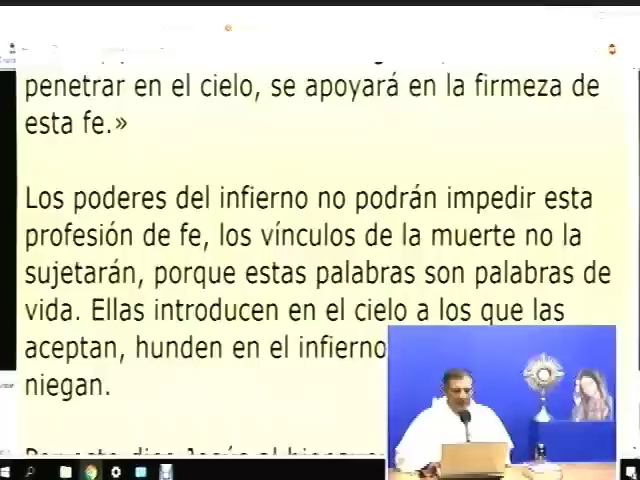 penetrar en el cielo, se apoyará en la firmeza de
esta fe.»
Los poderes del infierno no podrán impedir esta
profesión de fe, los vínculos de la muerte no la
sujetarán, porque estas palabras son palabras de
vida. Ellas introducen en el cielo a los que las
aceptan, hunden en el infierno
niegan.